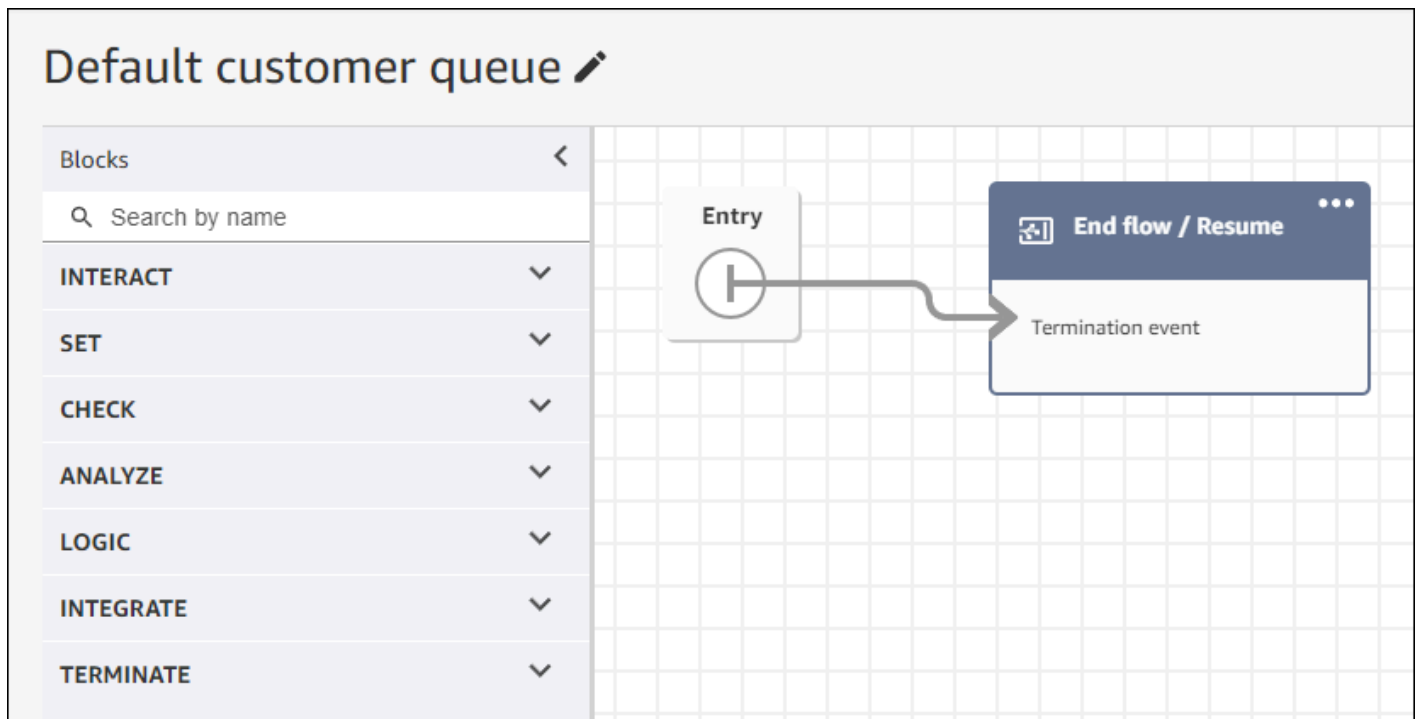 Default customer queue
Blocks
Search by name
INTERACT
SET
CHECK
ANALYZE
LOGIC
INTEGRATE
TERMINATE
Entry
End flow / Resume
Termination event